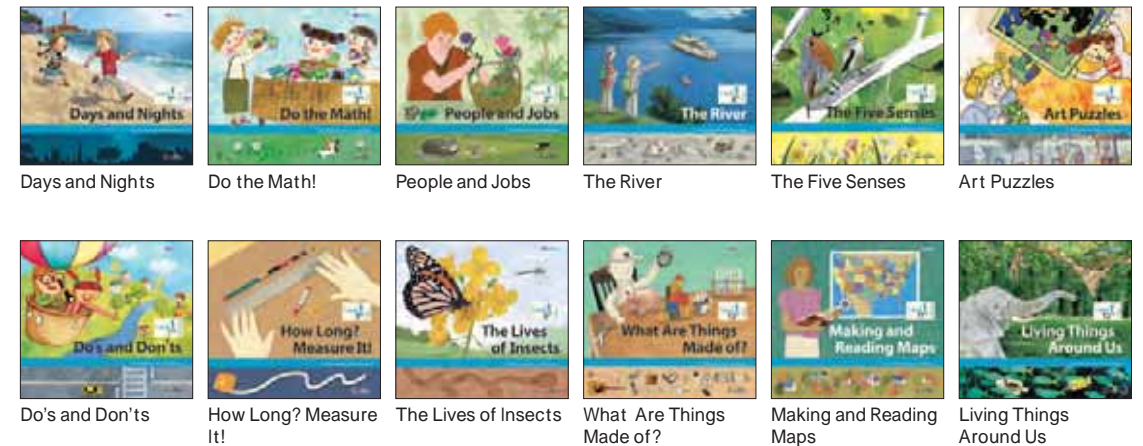 Days and Nights
Do the Math!
People and Jobs
The River
The Five Senses
Art Puzzles
Days and Nights
Do the Math!
People and Jobs
The River
The Five Senses
Art Puzzles
Do's and Don'ts
How Long?
Measure It!
The Lives
of Insects
What Are Things
Made of?
Making and
Reading Maps
Living Things
Around Us
Do's and Don'ts
How Long? Measure
It!
The Lives of Insects
What Are Things
Made of?
Making and Reading
Maps
Living Things
Around Us